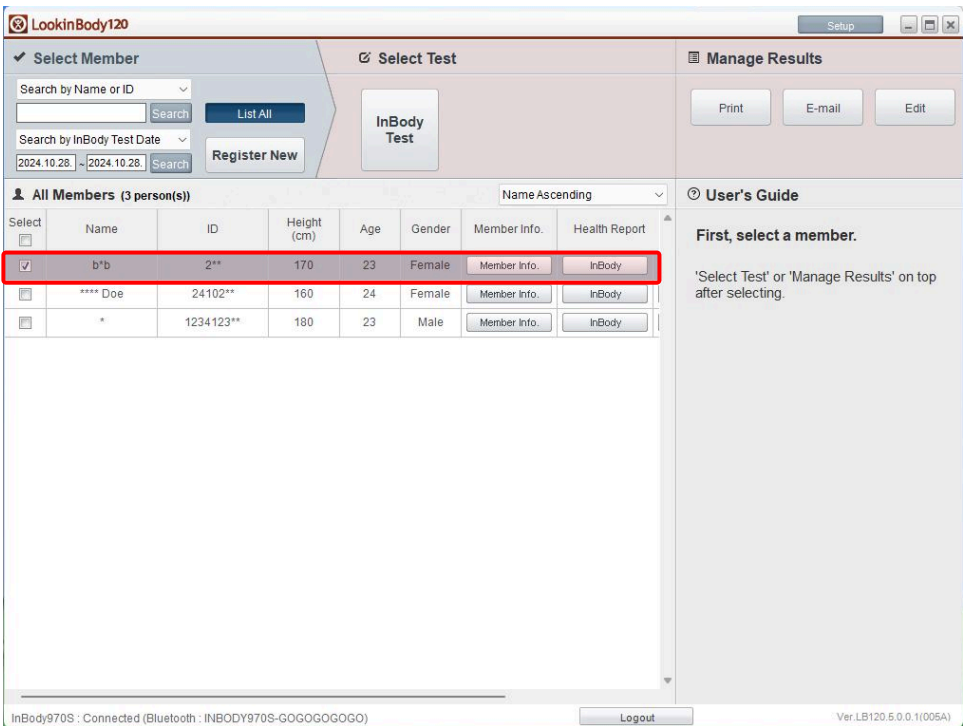 LookinBody120
Setup
Select Member
Select Test
Manage Results
Search by Name or ID
Search
List All
Search by InBody Test Date
2024.10.28. ~ 2024.10.28. Search
Register New
InBody
Test
Print E-mail Edit
All Members (3 person(s))
Name Ascending
User's Guide
Select Name ID Height (cm) Age Gender Member Info. Health Report
b*b 2** 170 23 Female Member Info. InBody
**** Doe 24102** 160 24 Female Member Info. InBody
* 1234123** 180 23 Male Member Info. InBody
First, select a member.
'Select Test' or 'Manage Results' on top
after selecting.
InBody970S : Connected (Bluetooth : INBODY970S-GOGOGOGOGO)
Logout
Ver.LB120.5.0.0.1(005A)